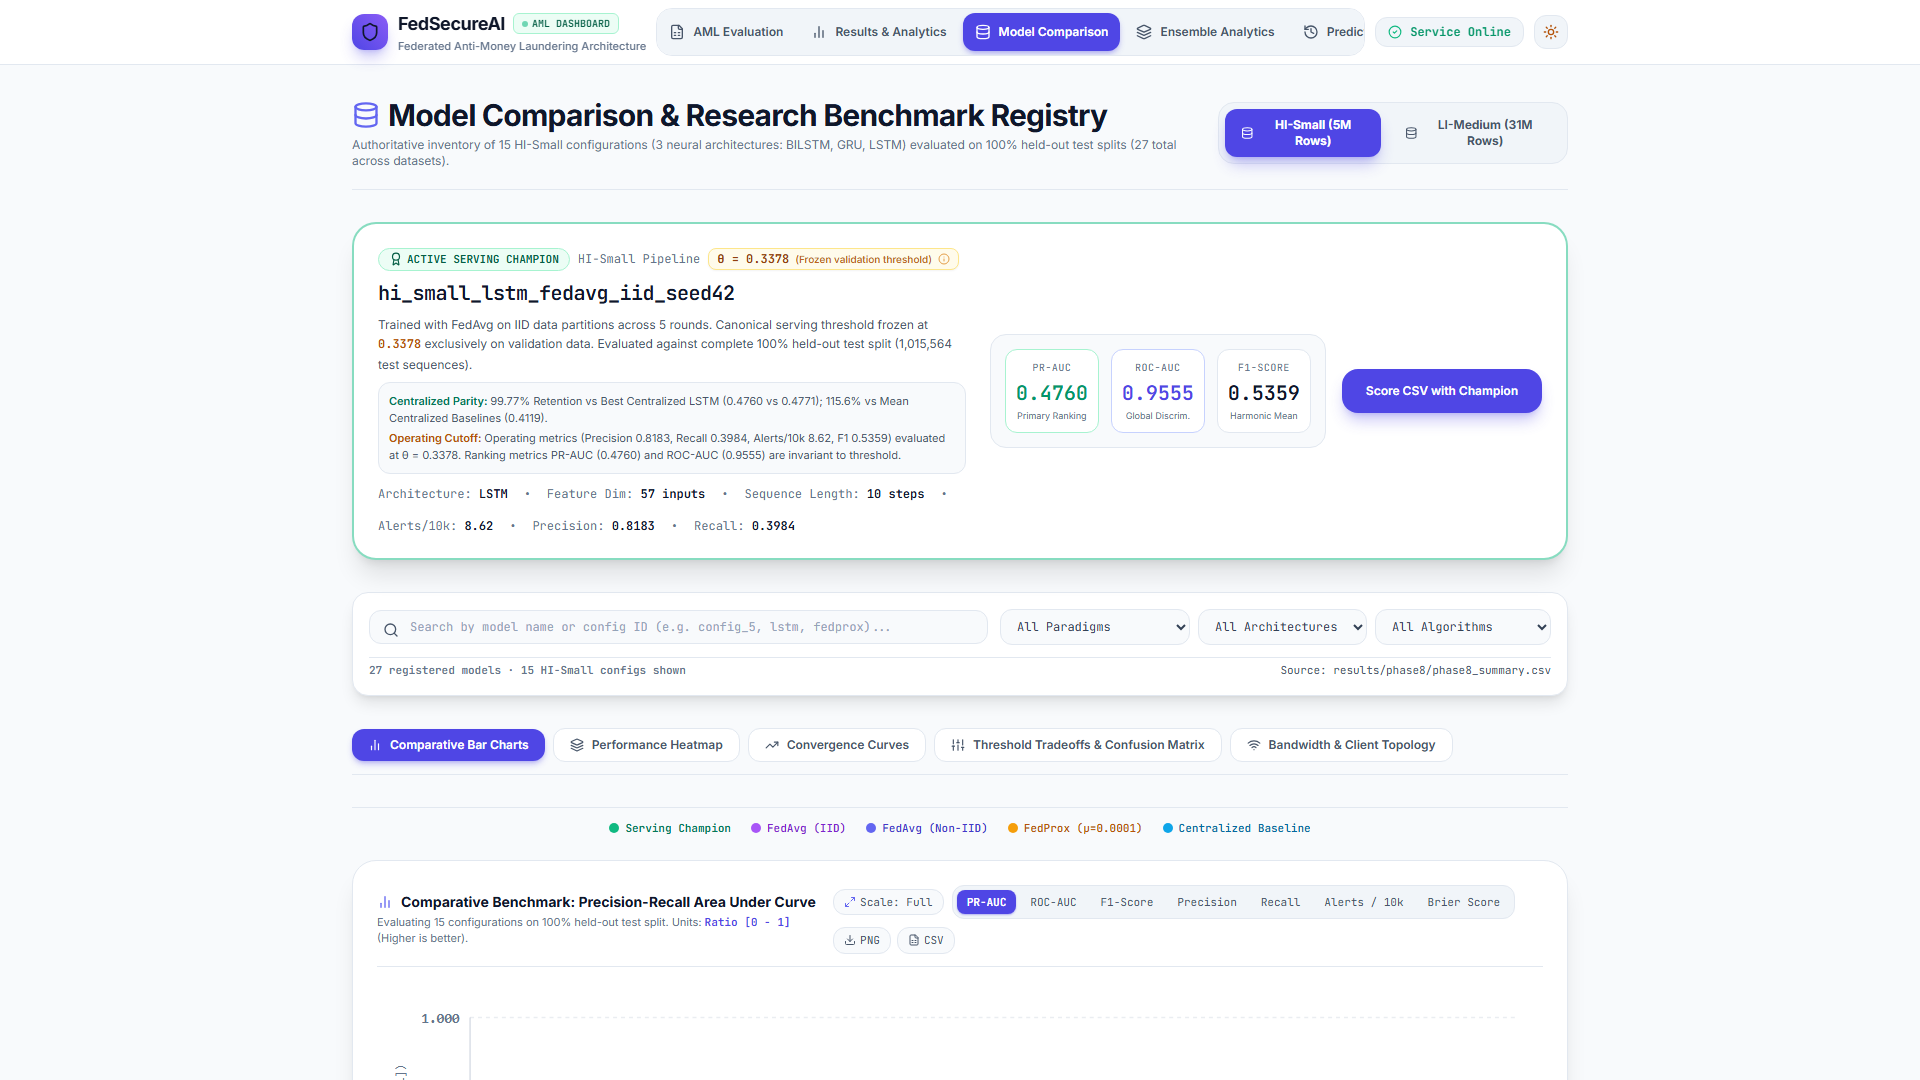 FedSecureAI
AML DASHBOARD
Federated Anti-Money Laundering Architecture
AML Evaluation
Results & Analytics
Model Comparison
Ensemble Analytics
Predic
Service Online
Model Comparison & Research Benchmark Registry
Authoritative inventory of 15 HI-Small configurations (3 neural architectures: BILSTM, GRU, LSTM) evaluated on 100% held-out test splits (27 total
across datasets).
HI-Small (5M
Rows)
LI-Medium (31M
Rows)
ACTIVE SERVING CHAMPION
HI-Small Pipeline
θ = 0.3378 (Frozen validation threshold)
hi_small_lstm_fedavg_iid_seed42
Trained with FedAvg on IID data partitions across 5 rounds. Canonical serving threshold frozen at
0.3378 exclusively on validation data. Evaluated against complete 100% held-out test split (1,015,564
test sequences).
Centralized Parity: 99.77% Retention vs Best Centralized LSTM (0.4760 vs 0.4771); 115.6% vs Mean
Centralized Baselines (0.4119).
Operating Cutoff: Operating metrics (Precision 0.8183, Recall 0.3984, Alerts/10k 8.62, F1 0.5359) evaluated
at θ = 0.3378. Ranking metrics PR-AUC (0.4760) and ROC-AUC (0.9555) are invariant to threshold.
Architecture: LSTM • Feature Dim: 57 inputs • Sequence Length: 10 steps •
Alerts/10k: 8.62 • Precision: 0.8183 • Recall: 0.3984
PR-AUC
0.4760
Primary Ranking
ROC-AUC
0.9555
Global Discrim.
F1-SCORE
0.5359
Harmonic Mean
Score CSV with Champion
Search by model name or config ID (e.g. config_5, lstm, fedprox)...
All Paradigms
All Architectures
All Algorithms
27 registered models · 15 HI-Small configs shown
Source: results/phase8/phase8_summary.csv
Comparative Bar Charts
Performance Heatmap
Convergence Curves
Threshold Tradeoffs & Confusion Matrix
Bandwidth & Client Topology
Serving Champion
FedAvg (IID)
FedAvg (Non-IID)
FedProx (μ=0.0001)
Centralized Baseline
Comparative Benchmark: Precision-Recall Area Under Curve
Evaluating 15 configurations on 100% held-out test split. Units: Ratio [0 - 1]
(Higher is better).
Scale: Full
PR-AUC
ROC-AUC
F1-Score
Precision
Recall
Alerts / 10k
Brier Score
PNG
CSV
1.000